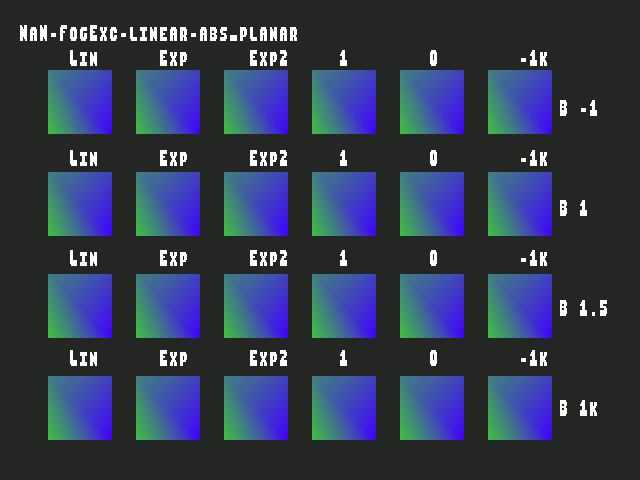 NaN-FogExc-linear-abs_planar
Lin Exp Exp2 1 0 -1k
B -1
Lin Exp Exp2 1 0 -1k
B 1
Lin Exp Exp2 1 0 -1k
B 1.5
Lin Exp Exp2 1 0 -1k
B 1k